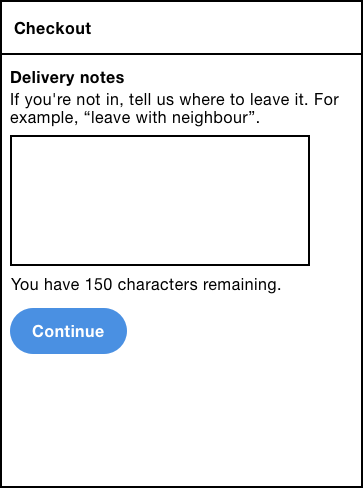 Checkout
Delivery notes
If you're not in, tell us where to leave it. For
example, “leave with neighbour”.
You have 150 characters remaining.
Continue